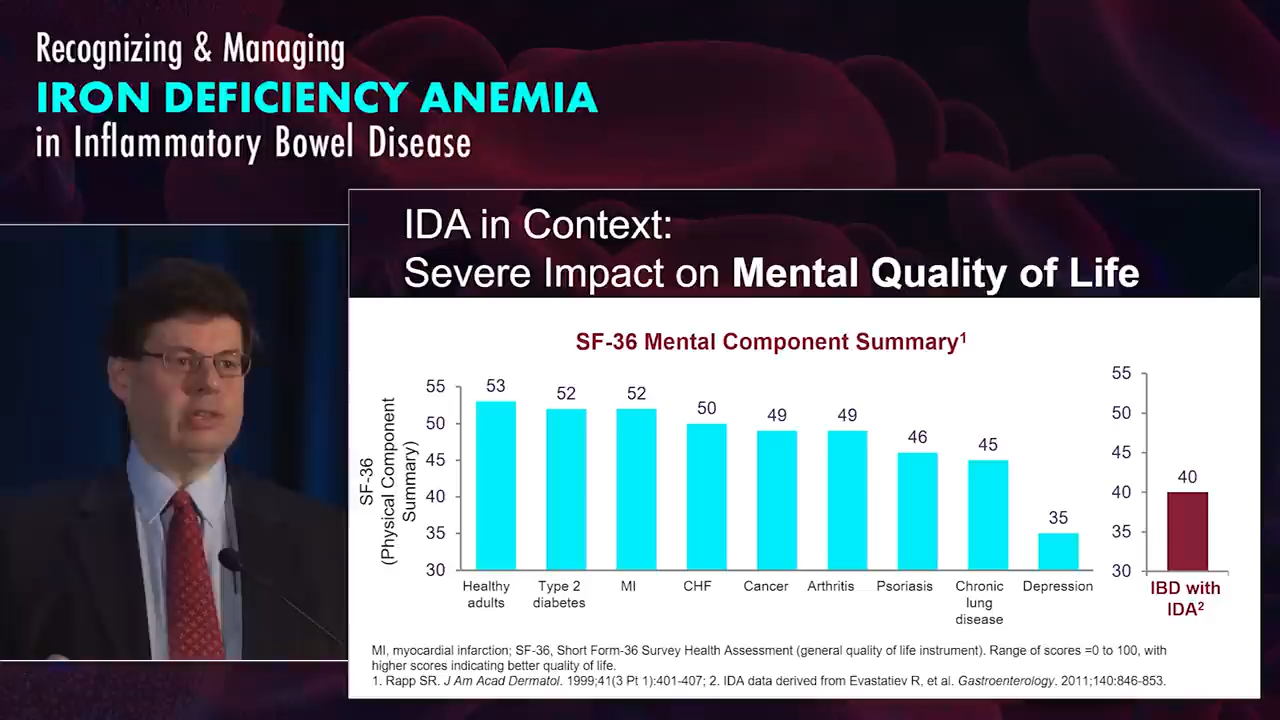 Recognizing & Managing
IRON DEFICIENCY ANEMIA
in Inflammatory Bowel Disease
IDA in Context:
Severe Impact on Mental Quality of Life
SF-36 Mental Component Summary¹
SF-36
(Physical Component
Summary)
55
50
45
40
35
30
53
52
52
50
49
49
46
45
35
Healthy
adults
Type 2
diabetes
MI
CHF
Cancer
Arthritis
Psoriasis
Chronic
lung
disease
Depression
55
50
45
40
35
30
40
IBD with
IDA²
MI, myocardial infarction; SF-36, Short Form-36 Survey Health Assessment (general quality of life instrument). Range of scores =0 to 100, with
higher scores indicating better quality of life.
1. Rapp SR. J Am Acad Dermatol. 1999;41(3 Pt 1):401-407; 2. IDA data derived from Evastatiev R, et al. Gastroenterology. 2011;140:846-853.